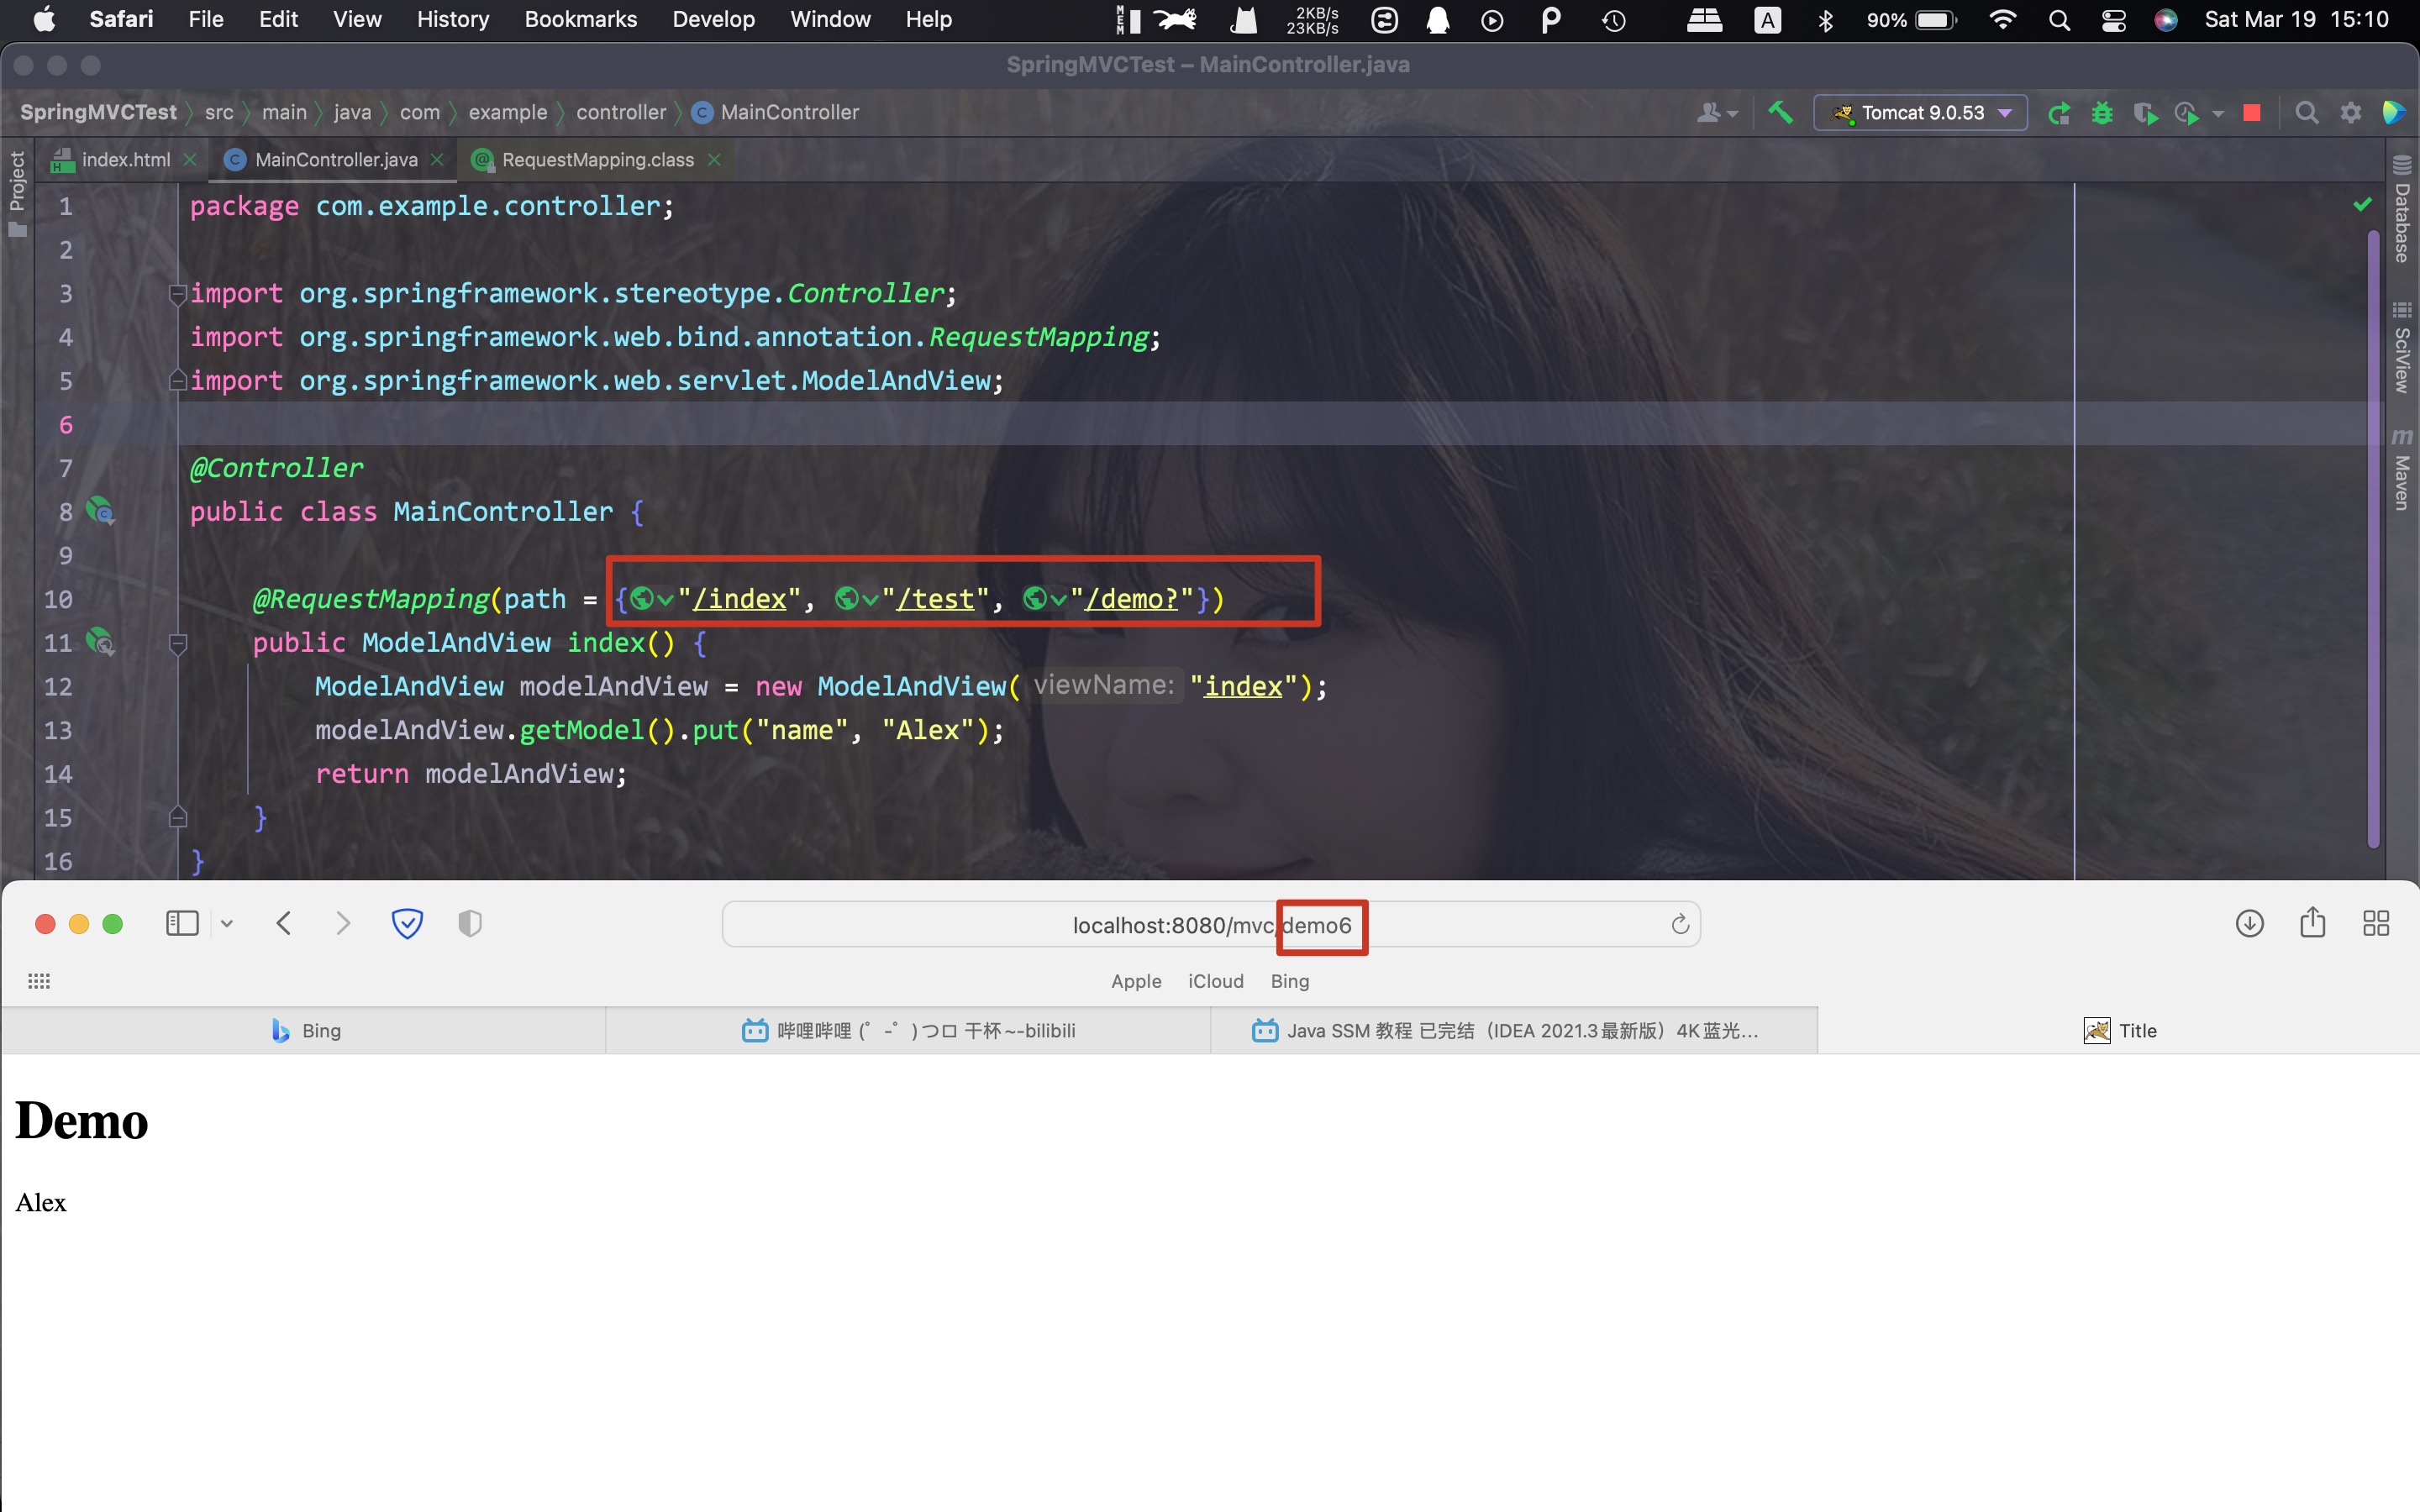 Safari File Edit View History Bookmarks Develop Window Help MEM 2KB/s 23KB/s A 90% Sat Mar 19 15:10
SpringMVCTest – MainController.java
SpringMVCTest src main java com example controller MainController Tomcat 9.0.53
index.html MainController.java RequestMapping.class
Project
Database
SciView
Maven
1 package com.example.controller;
2
3 import org.springframework.stereotype.Controller;
4 import org.springframework.web.bind.annotation.RequestMapping;
5 import org.springframework.web.servlet.ModelAndView;
6
7 @Controller
8 public class MainController {
9
10 @RequestMapping(path = {"/index", "/test", "/demo?"})
11 public ModelAndView index() {
12 ModelAndView modelAndView = new ModelAndView( viewName: "index");
13 modelAndView.getModel().put("name", "Alex");
14 return modelAndView;
15 }
16 }
localhost:8080/mvc/demo6
Apple iCloud Bing
Bing
哔哩哔哩 (゜-゜)つロ 干杯~-bilibili
Java SSM 教程 已完结（IDEA 2021.3最新版）4K蓝光...
Title
Demo
Alex